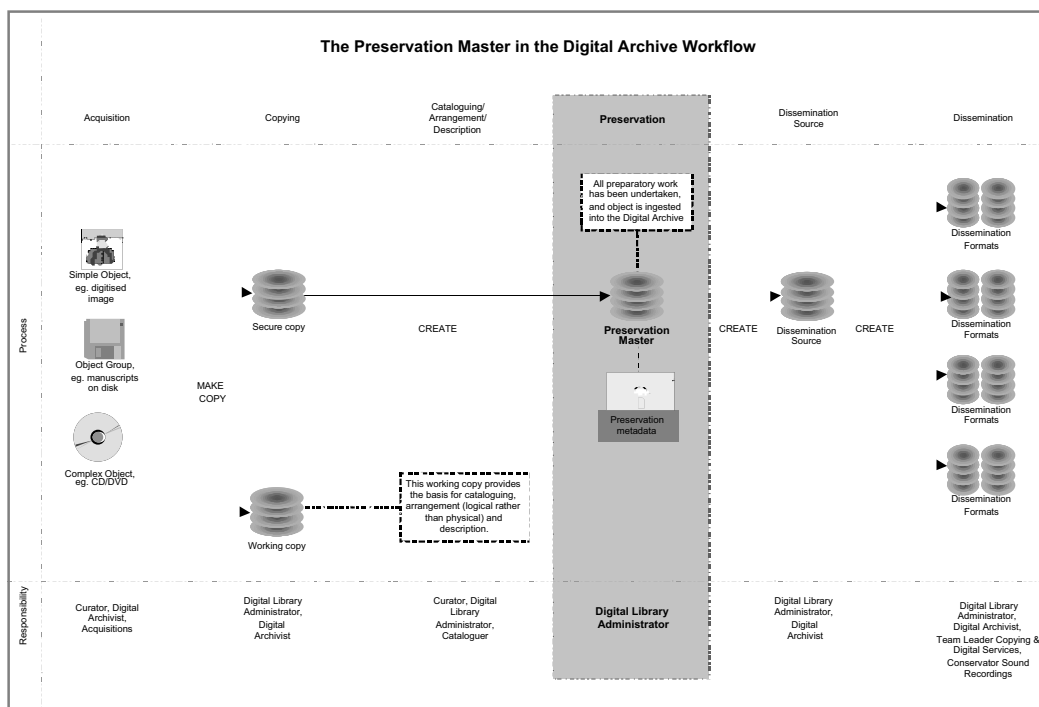 The Preservation Master in the Digital Archive Workflow
Acquisition
Copying
Cataloguing/
Arrangement/
Description
Preservation
Dissemination
Source
Dissemination
Process
Simple Object,
eg. digitised
image
Object Group,
eg. manuscripts
on disk
Complex Object,
eg. CD/DVD
MAKE
COPY
Secure copy
Working copy
CREATE
This working copy provides
the basis for cataloguing,
arrangement (logical rather
than physical) and
description.
All preparatory work
has been undertaken,
and object is ingested
into the Digital Archive
Preservation
Master
Preservation
metadata
CREATE
Dissemination
Source
CREATE
Dissemination
Formats
Dissemination
Formats
Dissemination
Formats
Dissemination
Formats
Responsibility
Curator, Digital
Archivist,
Acquisitions
Digital Library
Administrator,
Digital
Archivist
Curator, Digital
Library
Administrator,
Cataloguer
Digital Library
Administrator
Digital Library
Administrator,
Digital
Archivist
Digital Library
Administrator,
Digital Archivist,
Team Leader Copying &
Digital Services,
Conservator Sound
Recordings